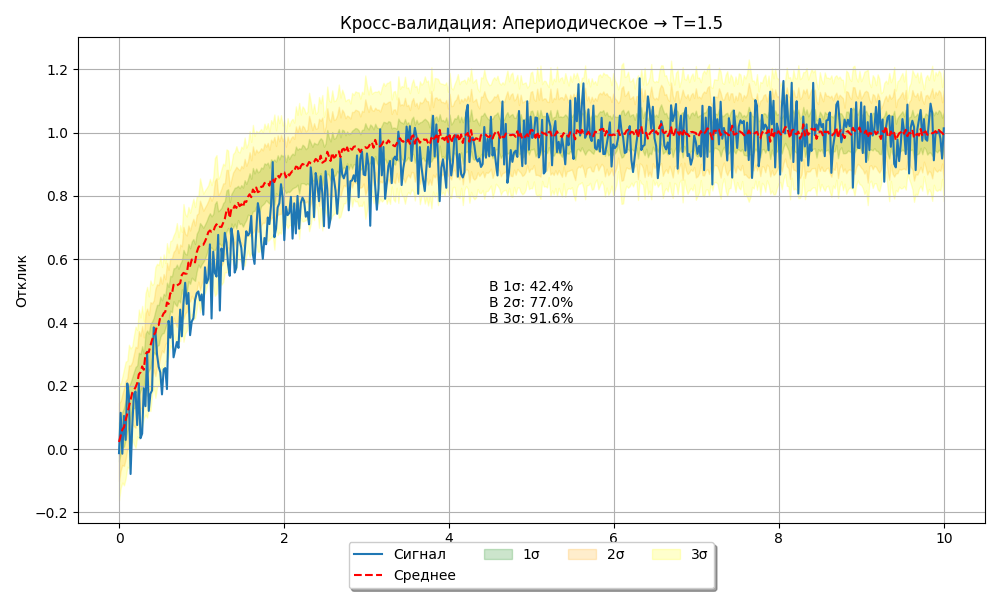 Кросс-валидация: Апериодическое → T=1.5
Отклик
1.2
1.0
0.8
0.6
0.4
0.2
0.0
−0.2
В 1σ: 42.4%
В 2σ: 77.0%
В 3σ: 91.6%
0 2 4 6 8 10
Сигнал 1σ 2σ 3σ
Среднее